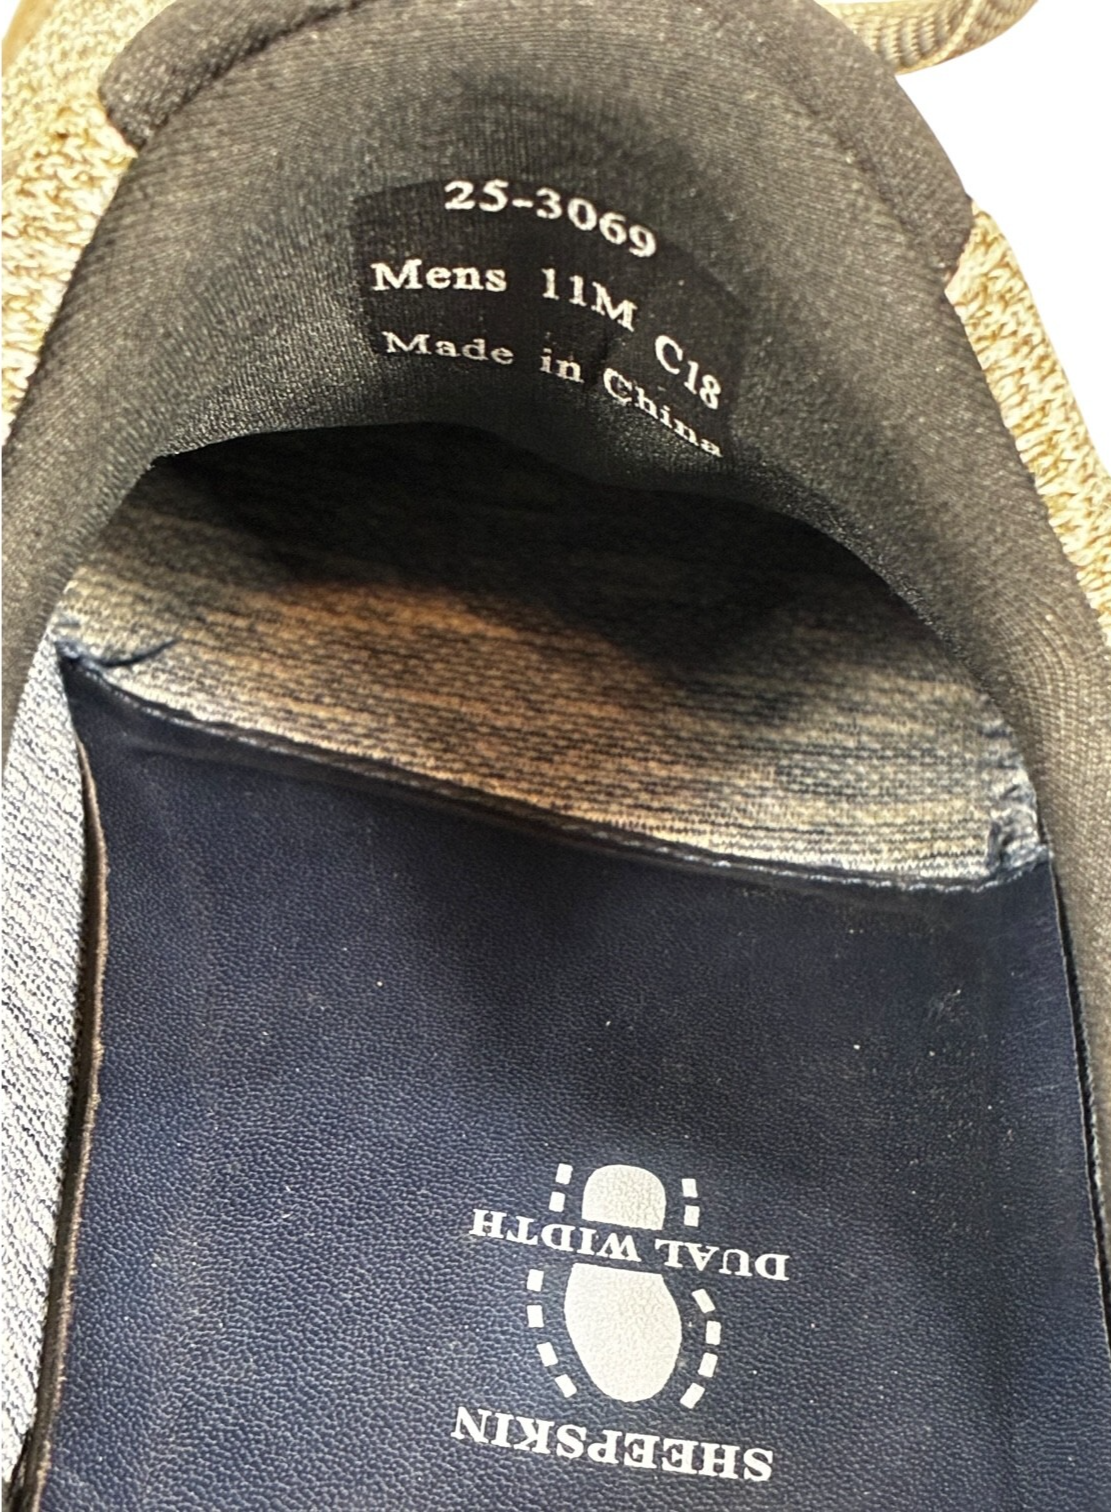 25-3069
Mens 11M C18
Made in China
SHEEPSKIN
DUAL WIDTH